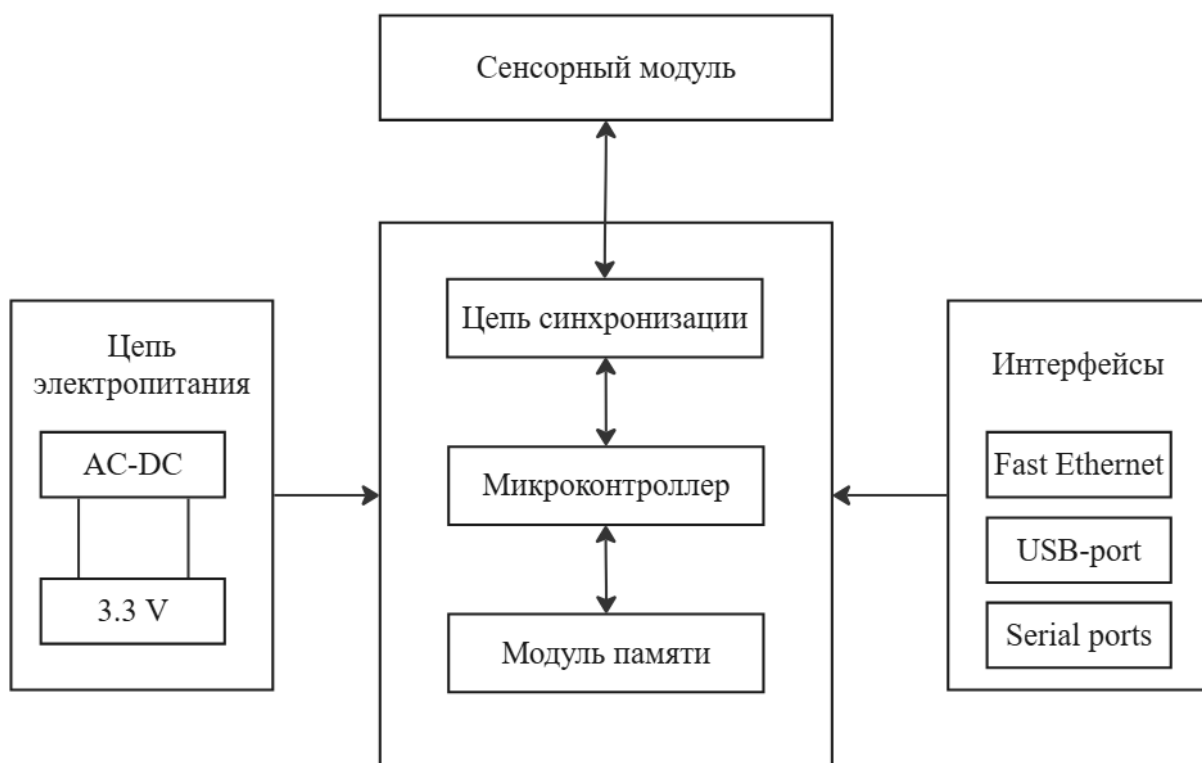 Сенсорный модуль
Цепь
электропитания
AC-DC
3.3 V
Цепь синхронизации
Микроконтроллер
Модуль памяти
Интерфейсы
Fast Ethernet
USB-port
Serial ports